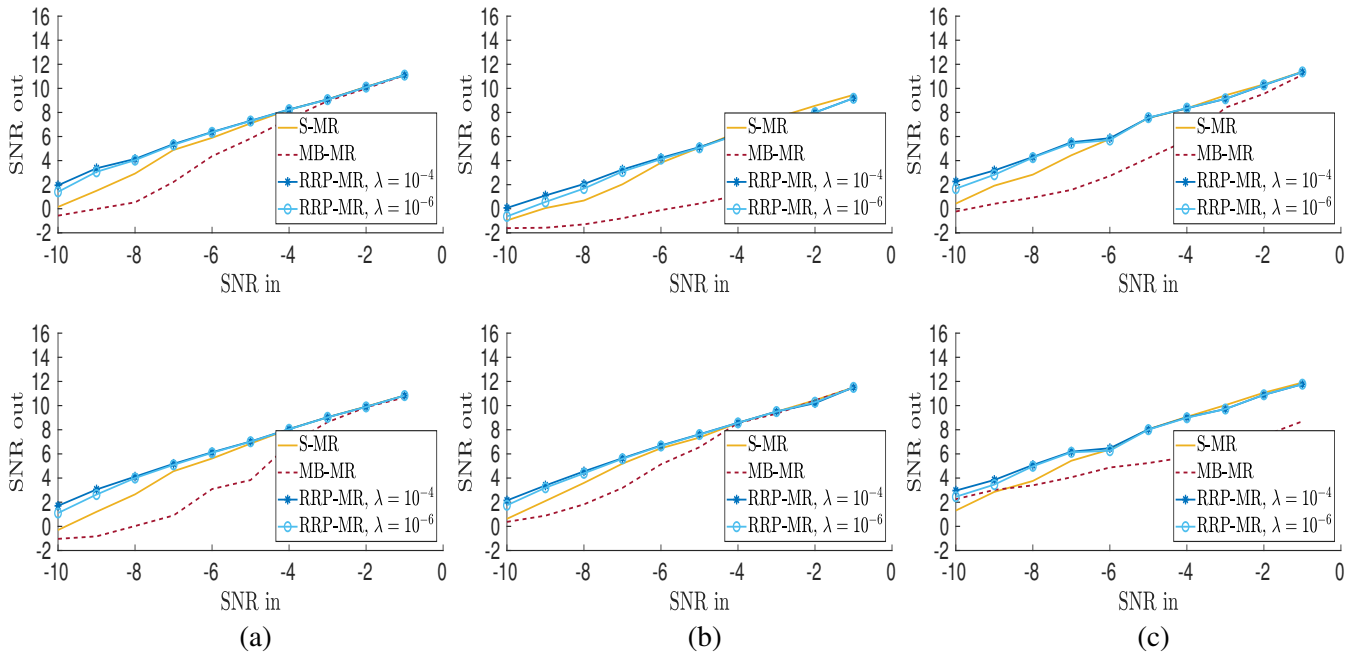 16
14
12
10
8
6
4
2
0
-2
SNR out
-10
-8
-6
-4
-2
0
SNR in
S-MR
MB-MR
RRP-MR, λ = 10⁻⁴
RRP-MR, λ = 10⁻⁶
16
14
12
10
8
6
4
2
0
-2
SNR out
-10
-8
-6
-4
-2
0
SNR in
S-MR
MB-MR
RRP-MR, λ = 10⁻⁴
RRP-MR, λ = 10⁻⁶
16
14
12
10
8
6
4
2
0
-2
SNR out
-10
-8
-6
-4
-2
0
SNR in
S-MR
MB-MR
RRP-MR, λ = 10⁻⁴
RRP-MR, λ = 10⁻⁶
16
14
12
10
8
6
4
2
0
-2
SNR out
-10
-8
-6
-4
-2
0
SNR in
S-MR
MB-MR
RRP-MR, λ = 10⁻⁴
RRP-MR, λ = 10⁻⁶
(a)
16
14
12
10
8
6
4
2
0
-2
SNR out
-10
-8
-6
-4
-2
0
SNR in
S-MR
MB-MR
RRP-MR, λ = 10⁻⁴
RRP-MR, λ = 10⁻⁶
(b)
16
14
12
10
8
6
4
2
0
-2
SNR out
-10
-8
-6
-4
-2
0
SNR in
S-MR
MB-MR
RRP-MR, λ = 10⁻⁴
RRP-MR, λ = 10⁻⁶
(c)